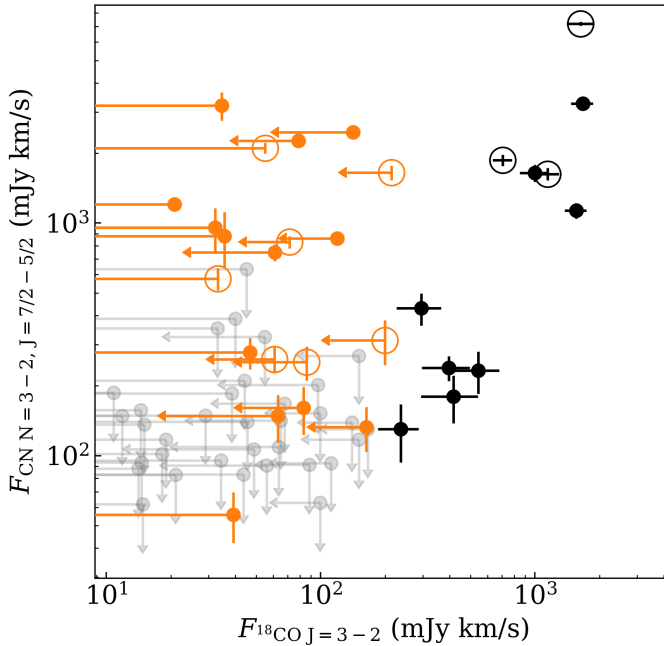 F_CN N = 3−2, J = 7/2 − 5/2 (mJy km/s)
10³
10²
10¹ 10² 10³
F_¹⁸CO J = 3−2 (mJy km/s)